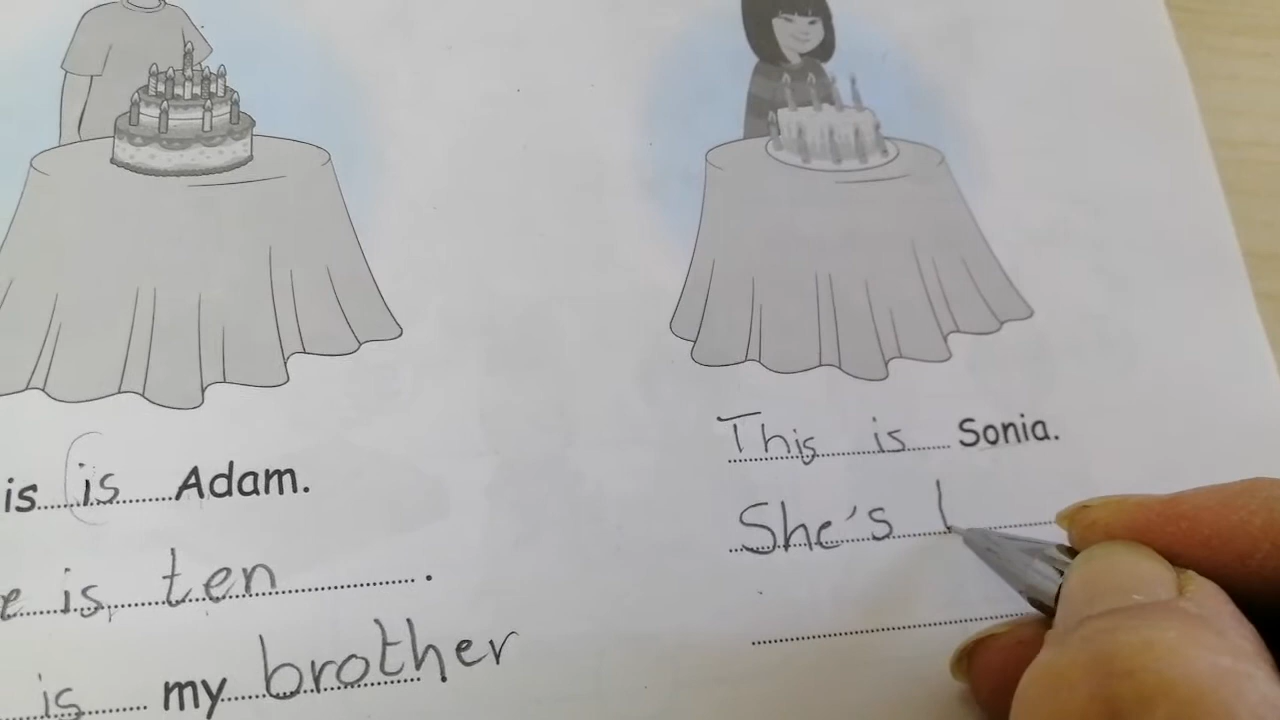 is is Adam.
e is ten .
is my brother
This is Sonia.
She's